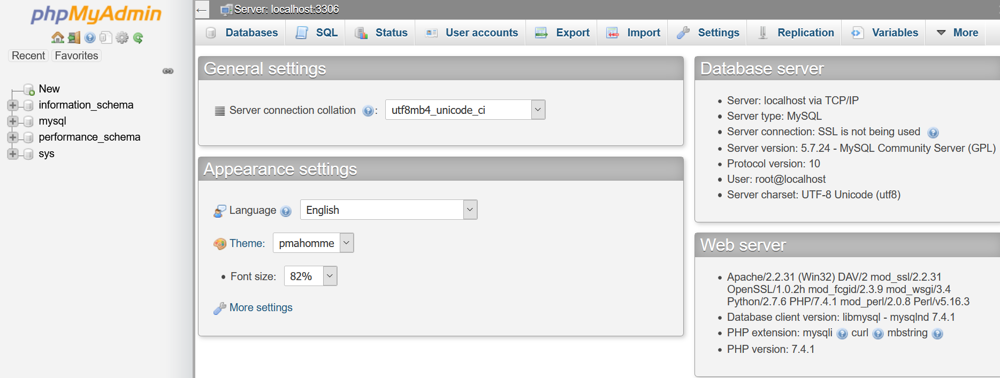 phpMyAdmin
Recent Favorites
New
information_schema
mysql
performance_schema
sys
← Server: localhost:3306
Databases SQL Status User accounts Export Import Settings Replication Variables More
General settings
Server connection collation : utf8mb4_unicode_ci
Appearance settings
Language English
Theme: pmahomme
• Font size: 82%
More settings
Database server
• Server: localhost via TCP/IP
• Server type: MySQL
• Server connection: SSL is not being used
• Server version: 5.7.24 - MySQL Community Server (GPL)
• Protocol version: 10
• User: root@localhost
• Server charset: UTF-8 Unicode (utf8)
Web server
• Apache/2.2.31 (Win32) DAV/2 mod_ssl/2.2.31
OpenSSL/1.0.2h mod_fcgid/2.3.9 mod_wsgi/3.4
Python/2.7.6 PHP/7.4.1 mod_perl/2.0.8 Perl/v5.16.3
• Database client version: libmysql - mysqlnd 7.4.1
• PHP extension: mysqli curl mbstring
• PHP version: 7.4.1